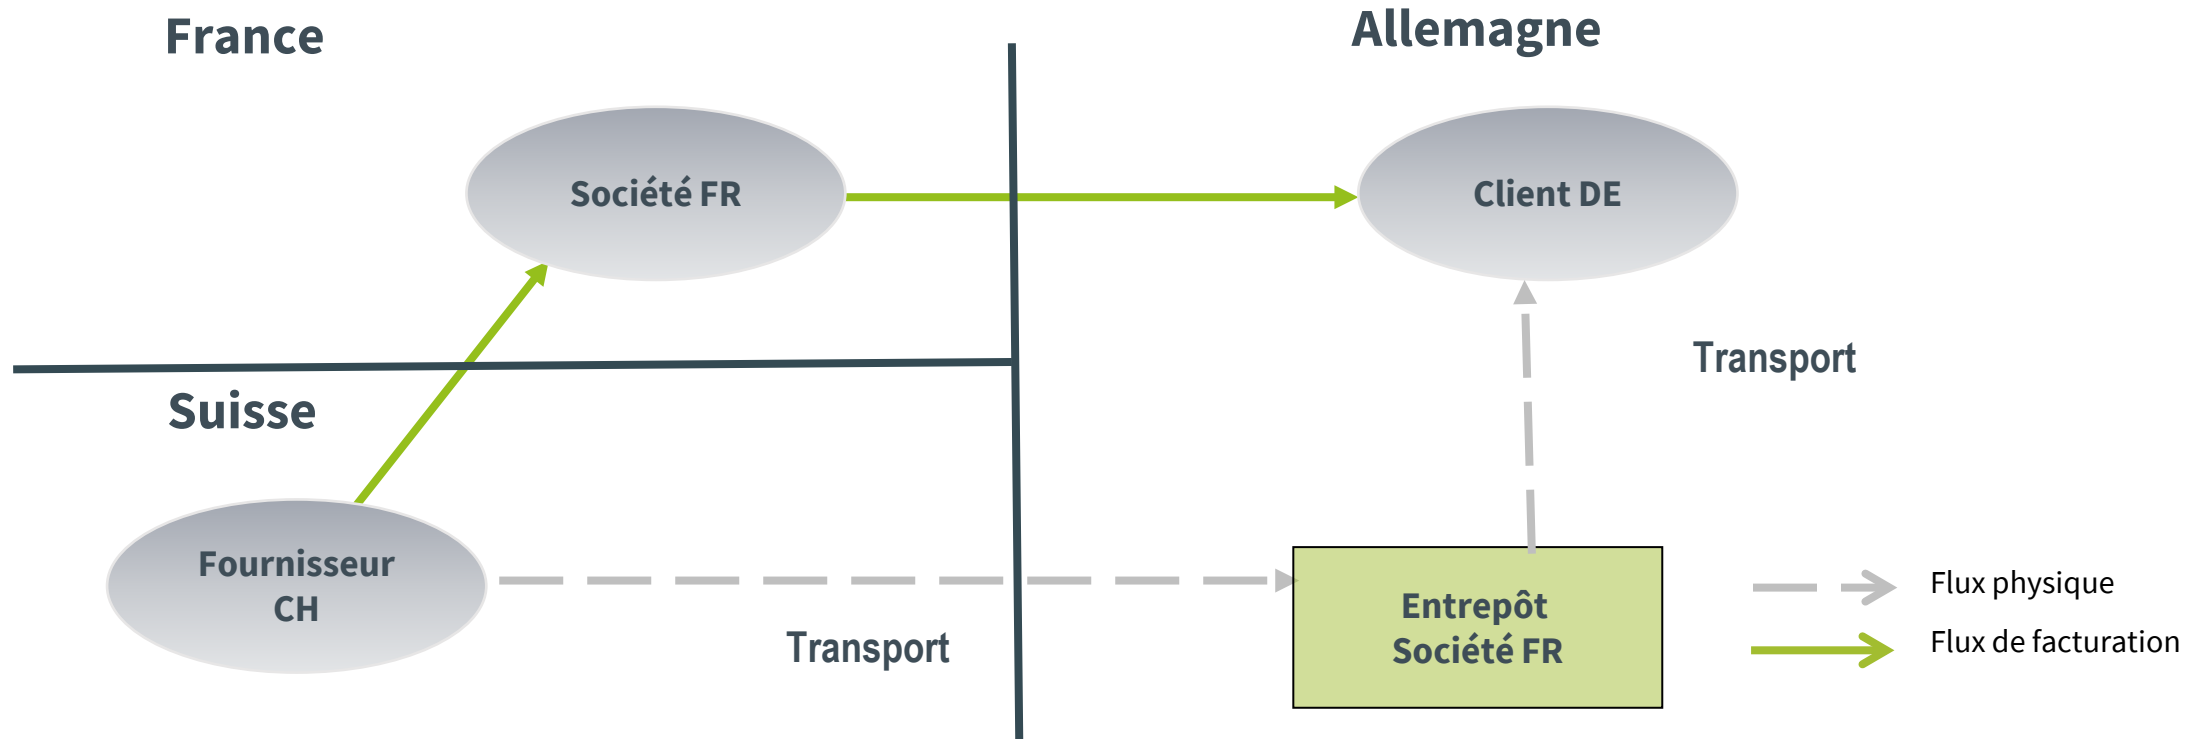 France
Allemagne
Société FR
Client DE
Transport
Suisse
Fournisseur
CH
Transport
Entrepôt
Société FR
Flux physique
Flux de facturation